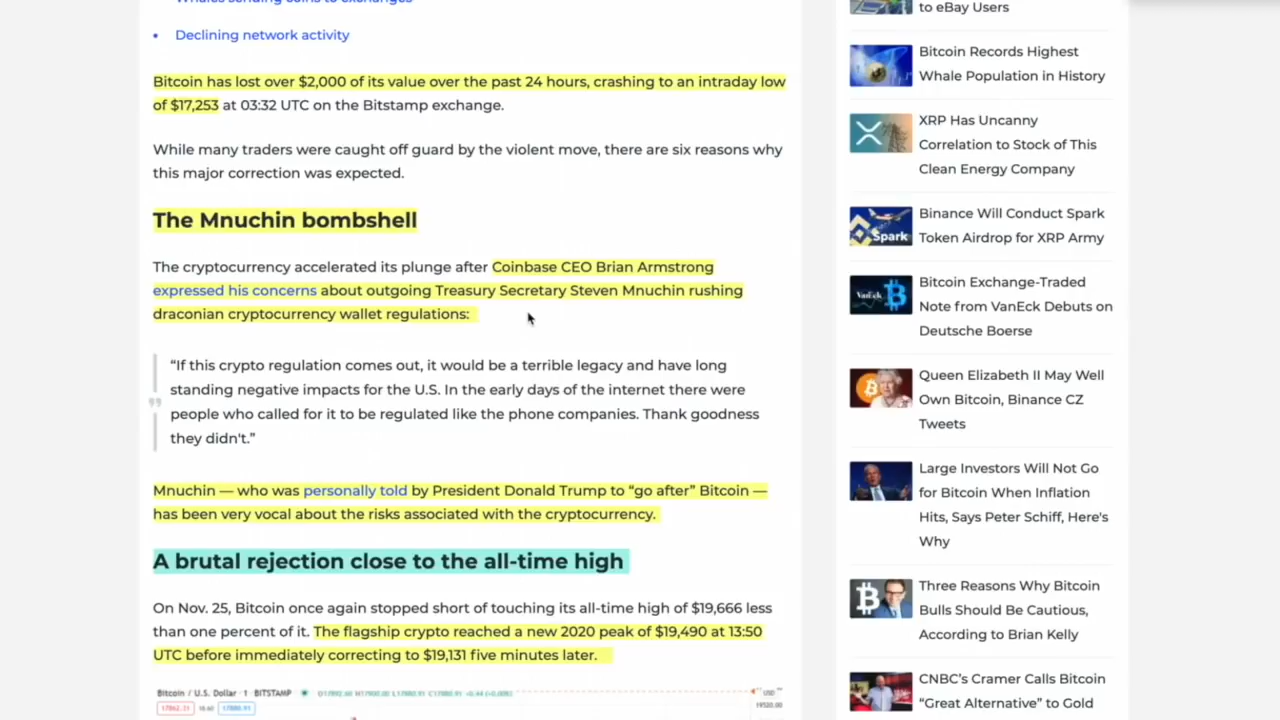 Whales sending coins to exchanges
• Declining network activity
Bitcoin has lost over $2,000 of its value over the past 24 hours, crashing to an intraday low
of $17,253 at 03:32 UTC on the Bitstamp exchange.
While many traders were caught off guard by the violent move, there are six reasons why
this major correction was expected.
The Mnuchin bombshell
The cryptocurrency accelerated its plunge after Coinbase CEO Brian Armstrong
expressed his concerns about outgoing Treasury Secretary Steven Mnuchin rushing
draconian cryptocurrency wallet regulations:
“If this crypto regulation comes out, it would be a terrible legacy and have long
standing negative impacts for the U.S. In the early days of the internet there were
people who called for it to be regulated like the phone companies. Thank goodness
they didn't.”
Mnuchin — who was personally told by President Donald Trump to “go after” Bitcoin —
has been very vocal about the risks associated with the cryptocurrency.
A brutal rejection close to the all-time high
On Nov. 25, Bitcoin once again stopped short of touching its all-time high of $19,666 less
than one percent of it. The flagship crypto reached a new 2020 peak of $19,490 at 13:50
UTC before immediately correcting to $19,131 five minutes later.
Bitcoin / U.S. Dollar · 1 BITSTAMP
USD
to eBay Users
Bitcoin Records Highest
Whale Population in History
XRP Has Uncanny
Correlation to Stock of This
Clean Energy Company
Spark
Binance Will Conduct Spark
Token Airdrop for XRP Army
VanEck
Bitcoin Exchange-Traded
Note from VanEck Debuts on
Deutsche Boerse
Queen Elizabeth II May Well
Own Bitcoin, Binance CZ
Tweets
Large Investors Will Not Go
for Bitcoin When Inflation
Hits, Says Peter Schiff, Here's
Why
Three Reasons Why Bitcoin
Bulls Should Be Cautious,
According to Brian Kelly
CNBC’s Cramer Calls Bitcoin
“Great Alternative” to Gold